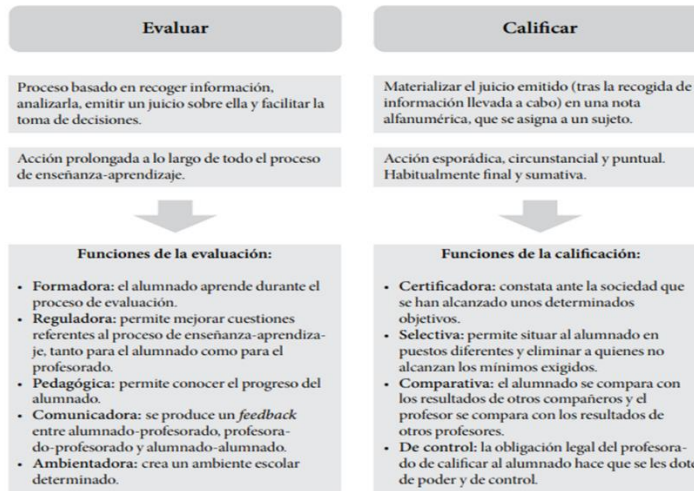 Evaluar
Proceso basado en recoger información,
analizarla, emitir un juicio sobre ella y facilitar la
toma de decisiones.
Acción prolongada a lo largo de todo el proceso
de enseñanza-aprendizaje.
Funciones de la evaluación:
• Formadora: el alumnado aprende durante el
proceso de evaluación.
• Reguladora: permite mejorar cuestiones
referentes al proceso de enseñanza-aprendiza-
je, tanto para el alumnado como para el
profesorado.
• Pedagógica: permite conocer el progreso del
alumnado.
• Comunicadora: se produce un feedback
entre alumnado-profesorado, profesora-
do-profesorado y alumnado-alumnado.
• Ambientadora: crea un ambiente escolar
determinado.
Calificar
Materializar el juicio emitido (tras la recogida de
información llevada a cabo) en una nota
alfanumérica, que se asigna a un sujeto.
Acción esporádica, circunstancial y puntual.
Habitualmente final y sumativa.
Funciones de la calificación:
• Certificadora: constata ante la sociedad que
se han alcanzado unos determinados
objetivos.
• Selectiva: permite situar al alumnado en
puestos diferentes y eliminar a quienes no
alcanzan los mínimos exigidos.
• Comparativa: el alumnado se compara con
los resultados de otros compañeros y el
profesor se compara con los resultados de
otros profesores.
• De control: la obligación legal del profesora-
do de calificar al alumnado hace que se les dote
de poder y de control.